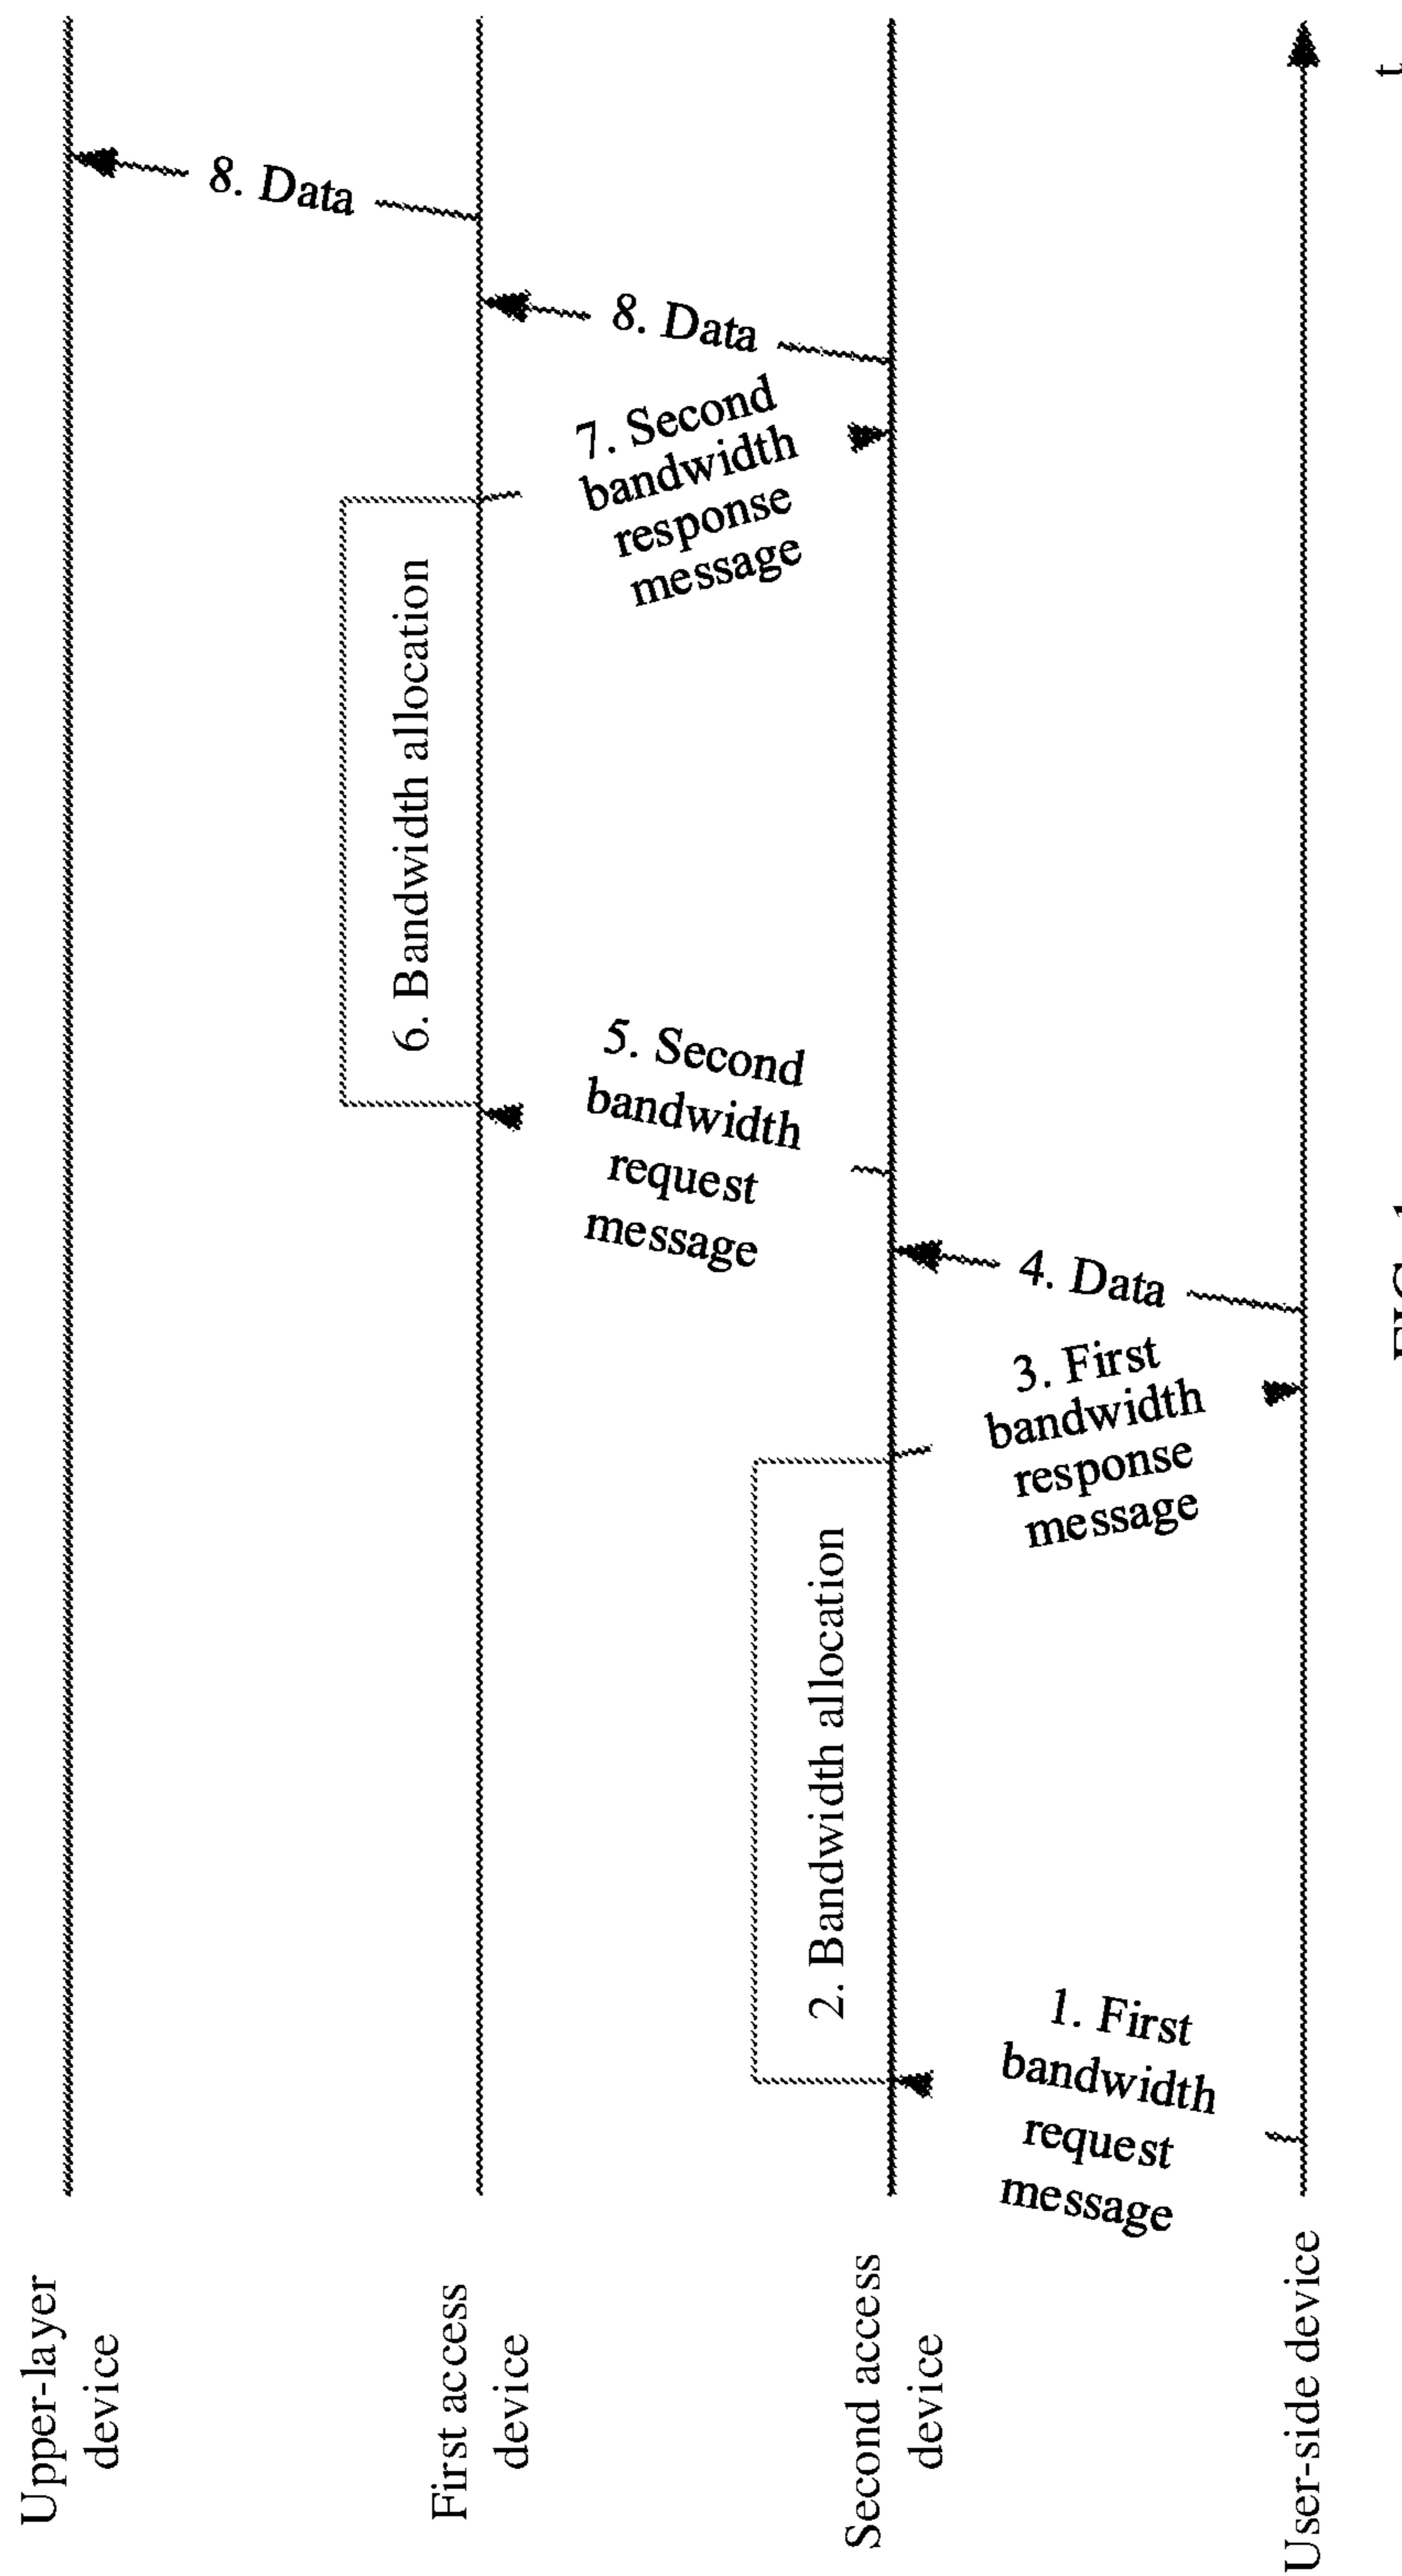 Upper-layer
device
8. Data
First access
device
6. Bandwidth allocation
8. Data
7. Second
bandwidth
response
message
5. Second
bandwidth
request
message
Second access
device
2. Bandwidth allocation
4. Data
3. First
bandwidth
response
message
1. First
bandwidth
request
message
User-side device
t